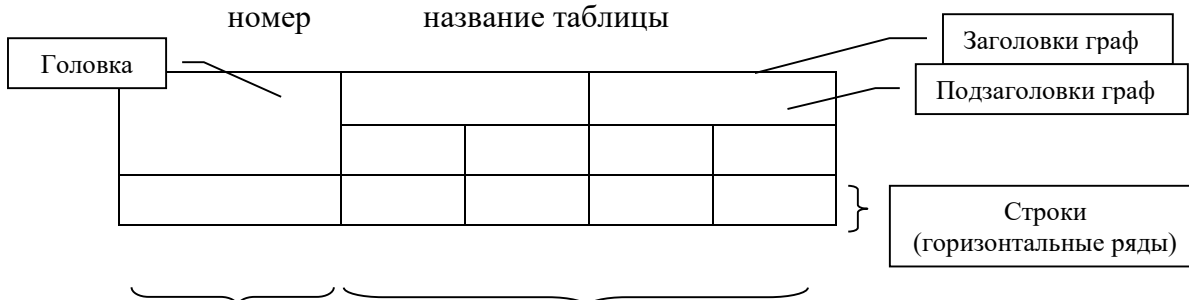 номер название таблицы
Заголовки граф
Головка
Подзаголовки граф
Строки
(горизонтальные ряды)